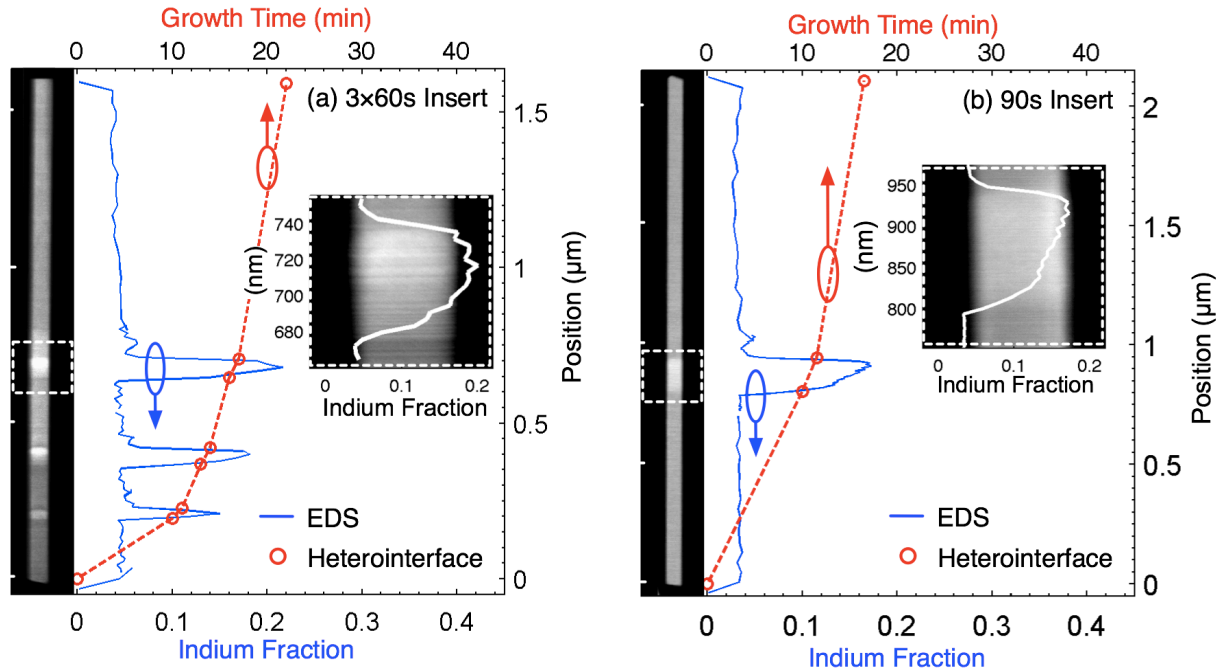 Growth Time (min)
0 10 20 30 40
(a) 3×60s Insert
1.5
1
0.5
0
Position (µm)
740
720
700
680
(nm)
0 0.1 0.2
Indium Fraction
EDS
Heterointerface
0 0.1 0.2 0.3 0.4
Indium Fraction
Growth Time (min)
0 10 20 30 40
(b) 90s Insert
2
1.5
1
0.5
0
Position (µm)
950
900
850
800
(nm)
0 0.1 0.2
Indium Fraction
EDS
Heterointerface
0 0.1 0.2 0.3 0.4
Indium Fraction